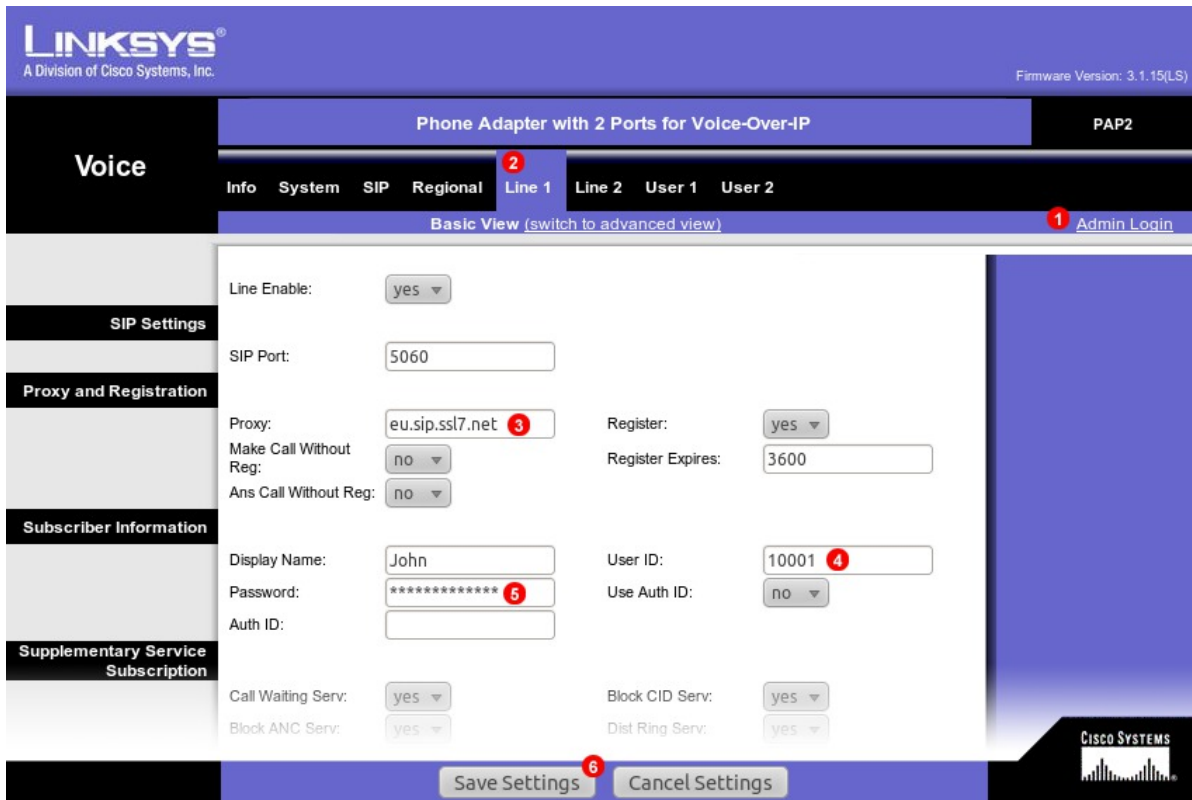 LINKSYS®
A Division of Cisco Systems, Inc.
Firmware Version: 3.1.15(LS)
Phone Adapter with 2 Ports for Voice-Over-IP
PAP2
Voice
2
Info System SIP Regional Line 1 Line 2 User 1 User 2
Basic View (switch to advanced view)
1 Admin Login
Line Enable: yes
SIP Settings
SIP Port: 5060
Proxy and Registration
Proxy: eu.sip.ssl7.net 3 Register: yes
Make Call Without Reg: no Register Expires: 3600
Ans Call Without Reg: no
Subscriber Information
Display Name: John User ID: 10001 4
Password: ************* 5 Use Auth ID: no
Auth ID:
Supplementary Service
Subscription
Call Waiting Serv: yes Block CID Serv: yes
Block ANC Serv: yes Dist Ring Serv: yes
6
Save Settings Cancel Settings
CISCO SYSTEMS